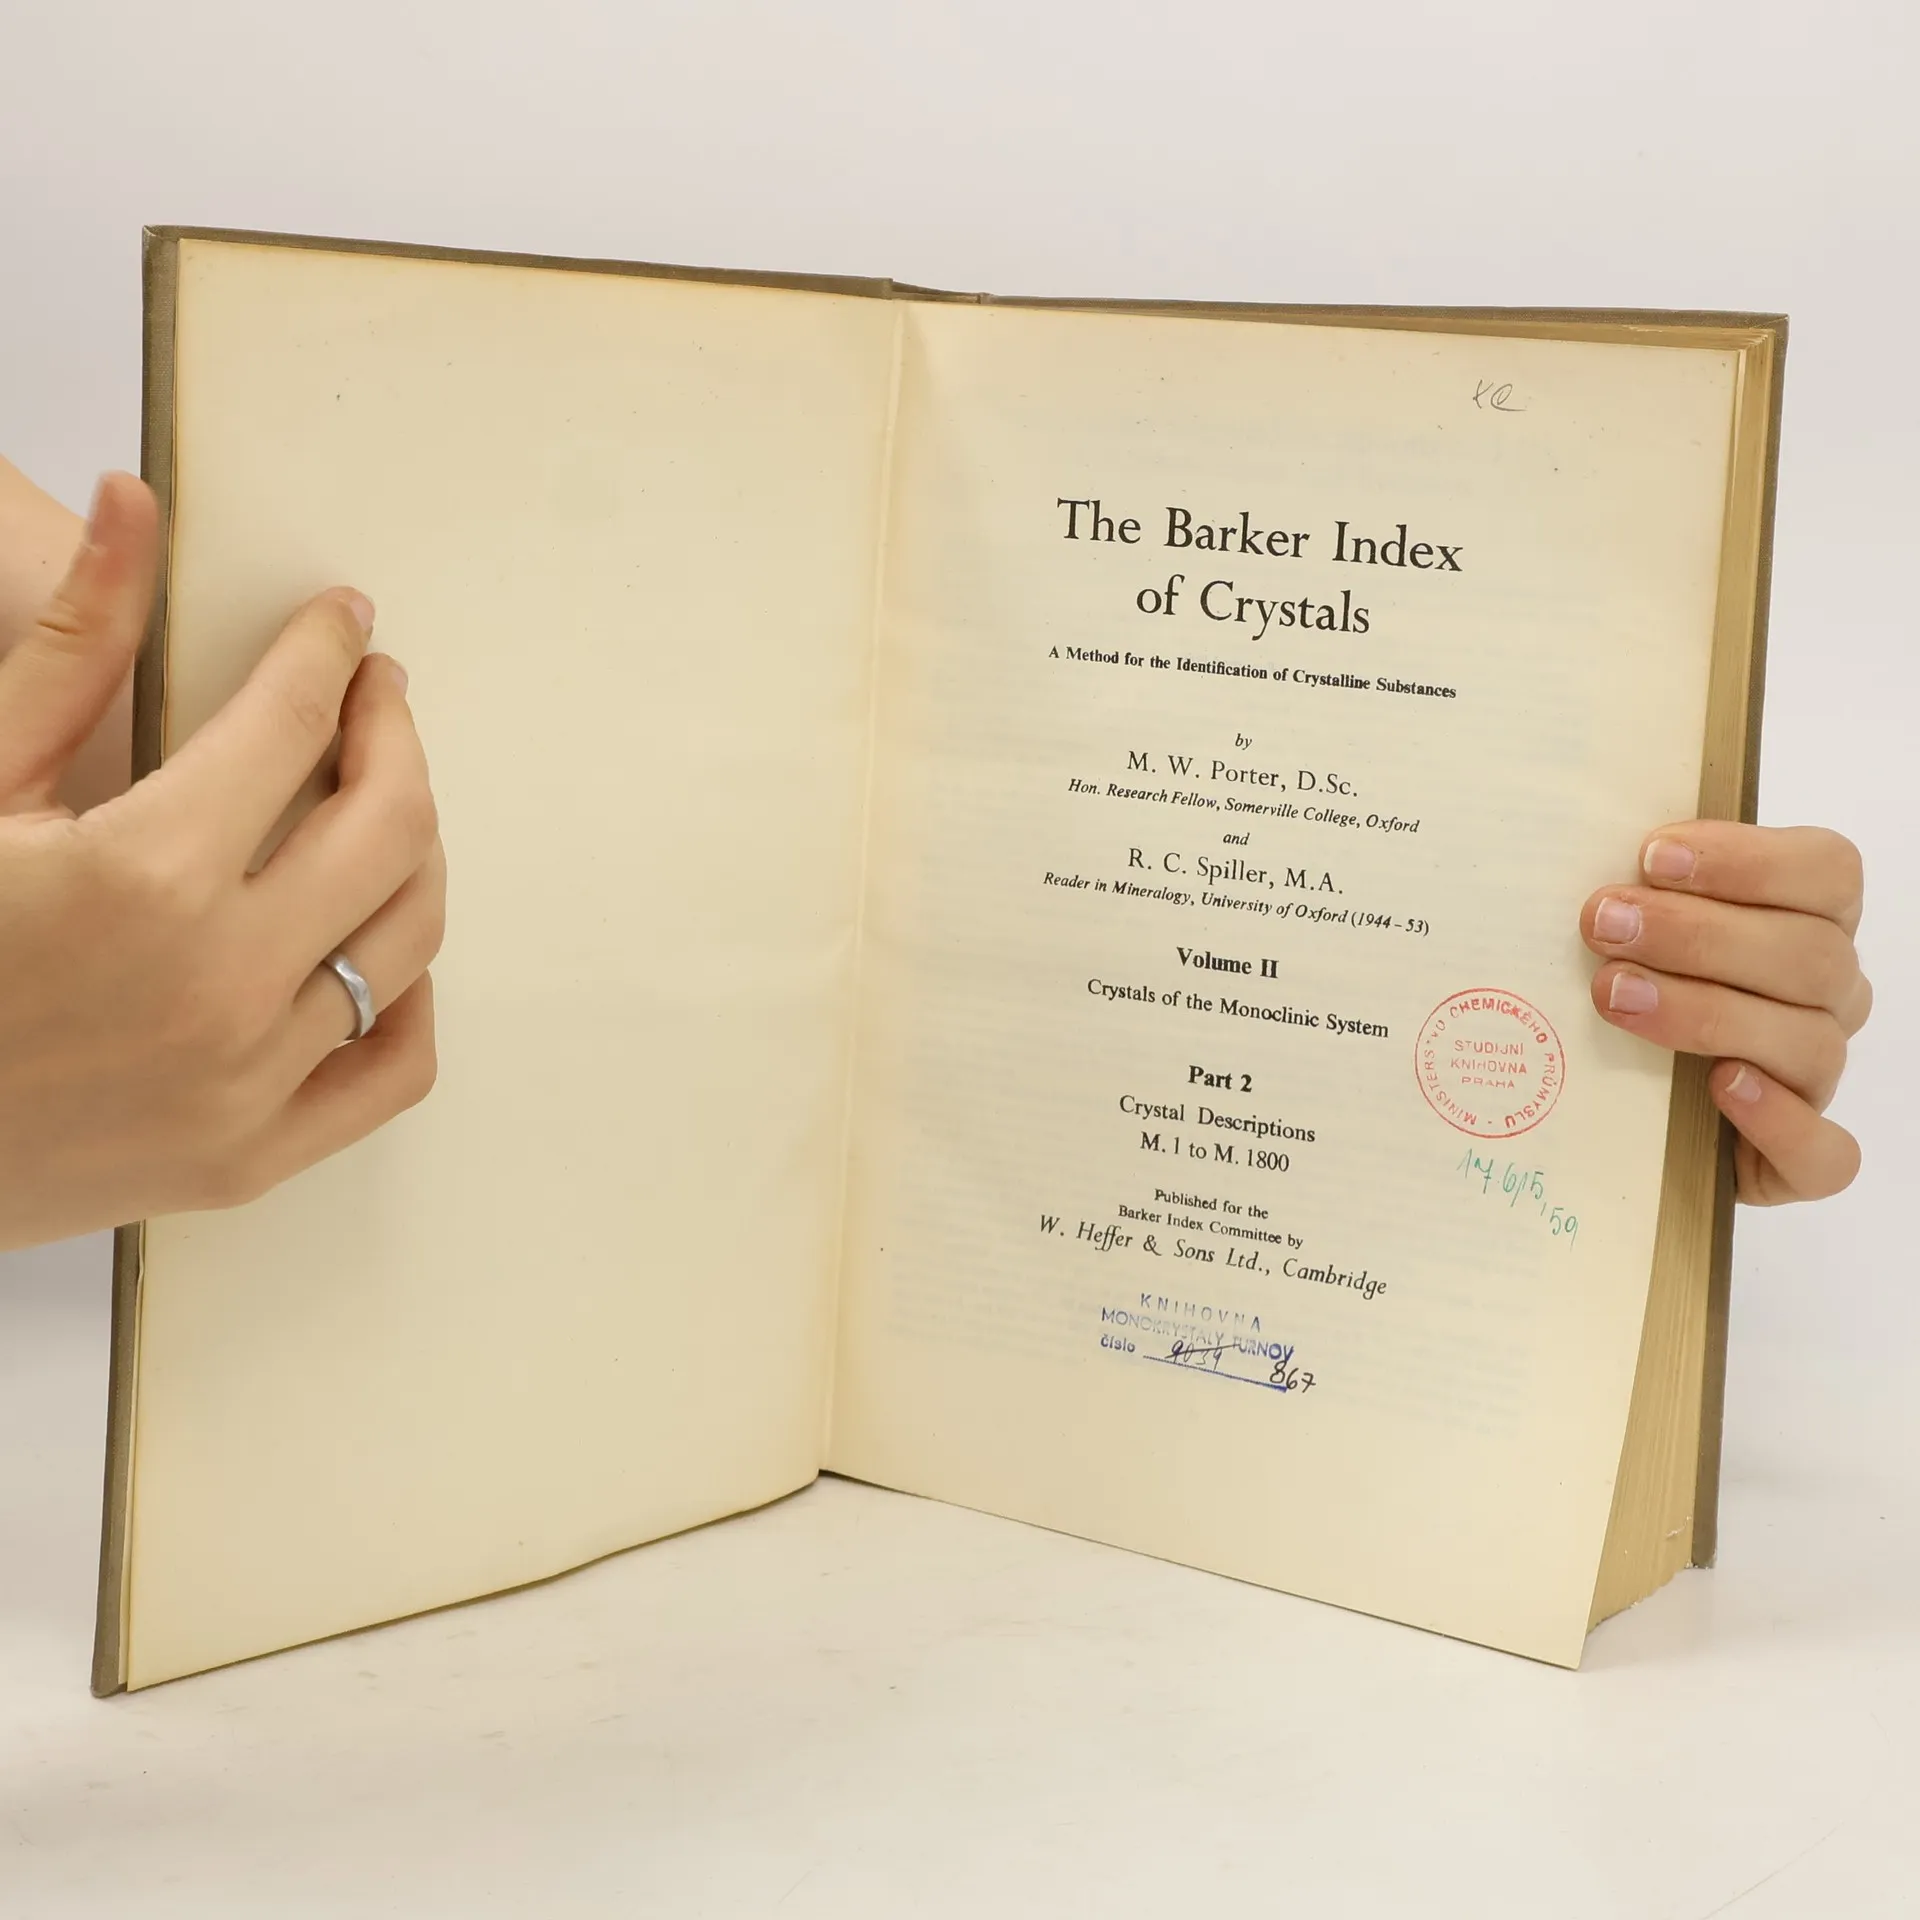 The Barker Index
of Crystals
A Method for the Identification of Crystalline Substances
by
M. W. Porter, D.Sc.
Hon. Research Fellow, Somerville College, Oxford
and
R. C. Spiller, M.A.
Reader in Mineralogy, University of Oxford (1944 – 53)
Volume II
Crystals of the Monoclinic System
MINISTERSTVO CHEMICKÉHO PRŮMYSLU
STUDIJNÍ
KNIHOVNA
PRAHA
Part 2
Crystal Descriptions
M. 1 to M. 1800
Published for the
Barker Index Committee by
W. Heffer & Sons Ltd., Cambridge
KNIHOVNA
MONOKRYSTALY TURNOV
číslo 9039
867